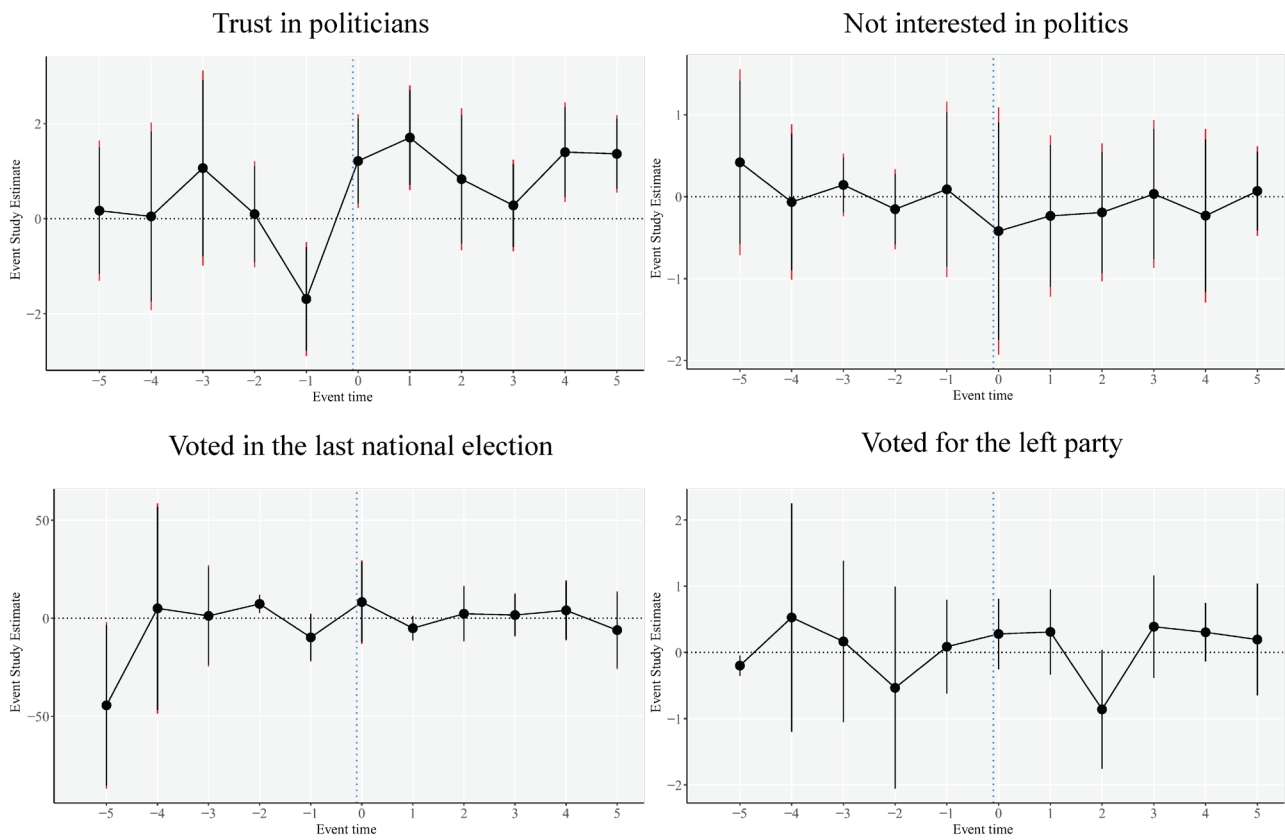 Trust in politicians
Event Study Estimate
2
0
−2
−5 −4 −3 −2 −1 0 1 2 3 4 5
Event time
Not interested in politics
Event Study Estimate
1
0
−1
−2
−5 −4 −3 −2 −1 0 1 2 3 4 5
Event time
Voted in the last national election
Event Study Estimate
50
0
−50
−5 −4 −3 −2 −1 0 1 2 3 4 5
Event time
Voted for the left party
Event Study Estimate
2
1
0
−1
−2
−5 −4 −3 −2 −1 0 1 2 3 4 5
Event time